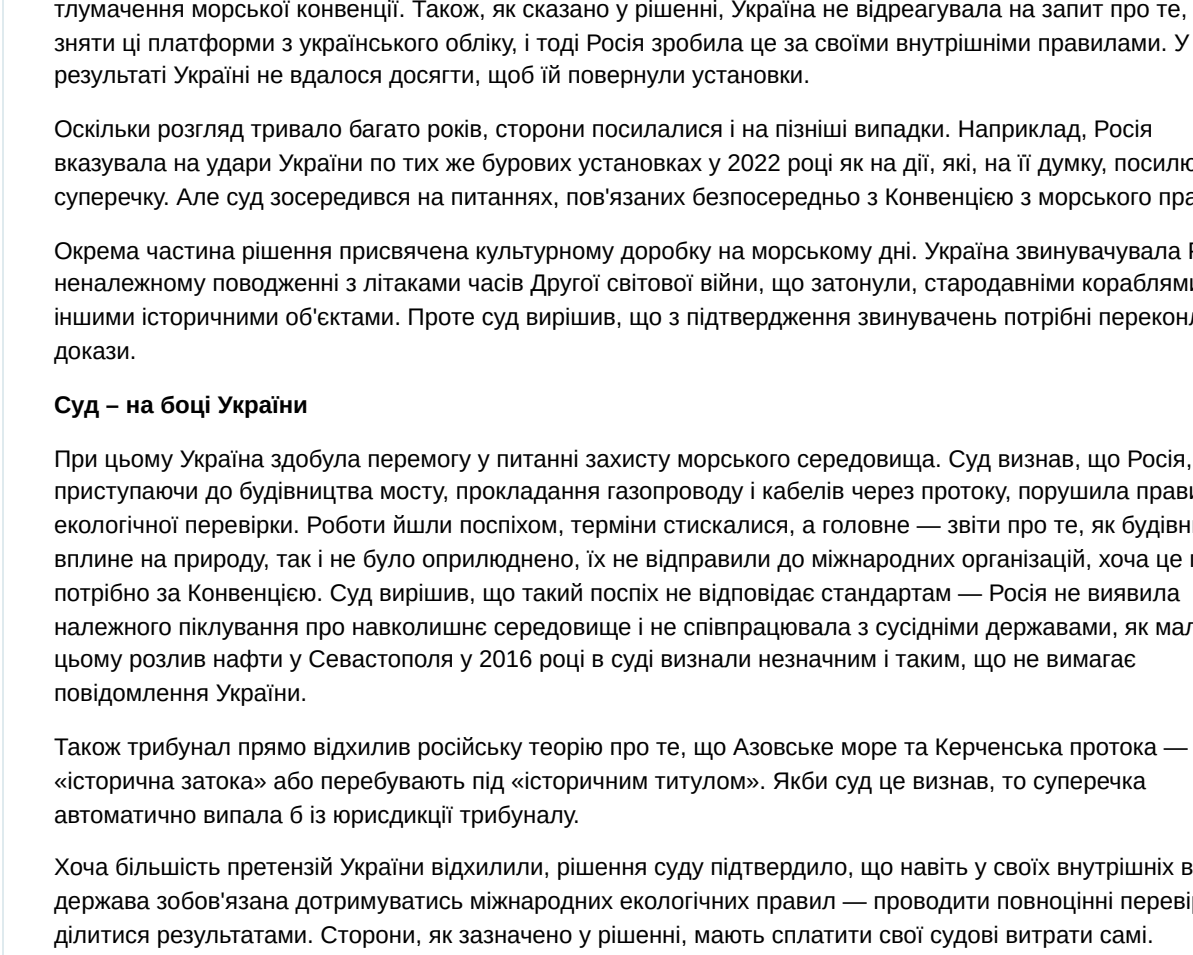 тлумачення морської конвенції. Також, як сказано у рішенні, Україна не відреагувала на запит про те,
зняти ці платформи з українського обліку, і тоді Росія зробила це за своїми внутрішніми правилами. У
результаті Україні не вдалося досягти, щоб їй повернули установки.
Оскільки розгляд тривало багато років, сторони посилалися і на пізніші випадки. Наприклад, Росія
вказувала на удари України по тих же бурових установках у 2022 році як на дії, які, на її думку,
суперечку. Але суд зосередився на питаннях, пов'язаних безпосередньо з Конвенцією з морського
Окрема частина рішення присвячена культурному доробку на морському дні. Україна звинувачувала
неналежному поводженні з літаками часів Другої світової війни, що затонули, стародавніми
іншими історичними об'єктами. Проте суд вирішив, що з підтвердження звинувачень потрібні
докази.
Суд – на боці України
При цьому Україна здобула перемогу у питанні захисту морського середовища. Суд визнав, що Росія,
приступаючи до будівництва мосту, прокладання газопроводу і кабелів через протоку, порушила
екологічної перевірки. Роботи йшли поспіхом, терміни стискалися, а головне — звіти про те, як
вплине на природу, так і не було оприлюднено, їх не відправили до міжнародних організацій, хоча це
потрібно за Конвенцією. Суд вирішив, що такий поспіх не відповідає стандартам — Росія не виявила
належного піклування про навколишнє середовище і не співпрацювала з сусідніми державами, як
цьому розлив нафти у Севастополя у 2016 році в суді визнали незначним і таким, що не вимагає
повідомлення України.
Також трибунал прямо відхилив російську теорію про те, що Азовське море та Керченська протока —
«історична затока» або перебувають під «історичним титулом». Якби суд це визнав, то суперечка
автоматично випала б із юрисдикції трибуналу.
Хоча більшість претензій України відхилили, рішення суду підтвердило, що навіть у своїх внутрішніх
держава зобов'язана дотримуватись міжнародних екологічних правил — проводити повноцінні
ділитися результатами. Сторони, як зазначено у рішенні, мають сплатити свої судові витрати самі.